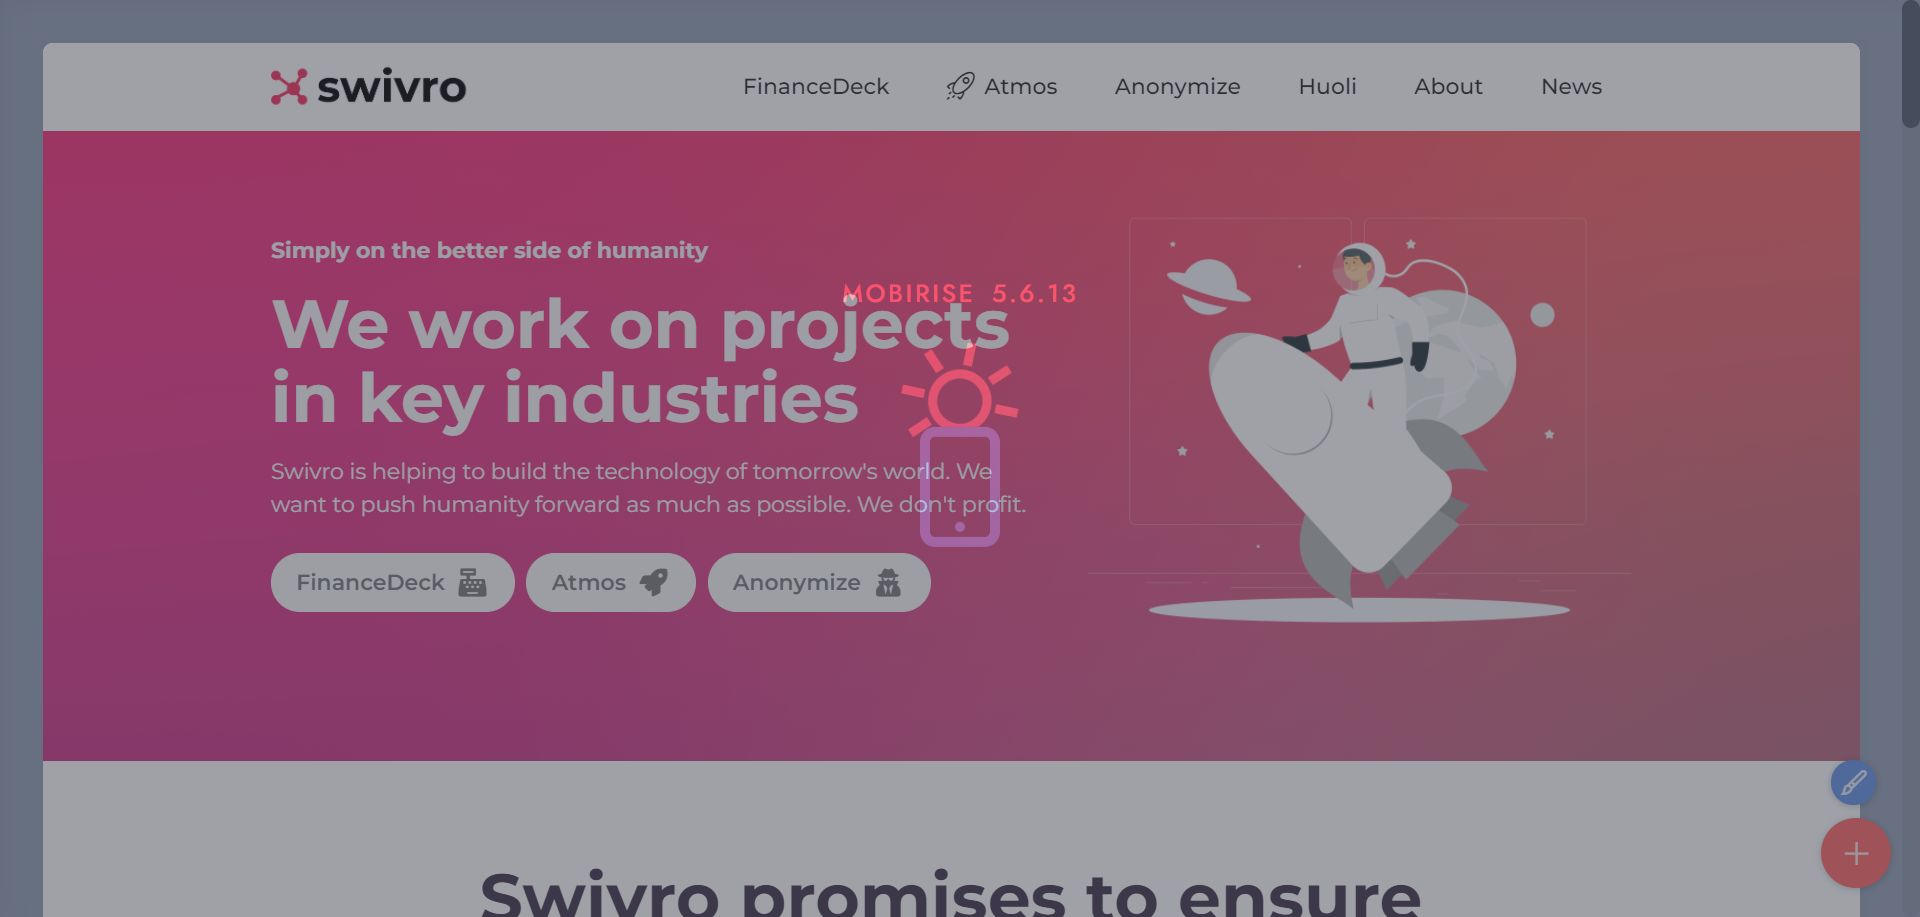 swivro
FinanceDeck Atmos Anonymize Huoli About News
Simply on the better side of humanity
MOBIRISE 5.6.13
We work on projects
in key industries
Swivro is helping to build the technology of tomorrow's world. We
want to push humanity forward as much as possible. We don't profit.
FinanceDeck Atmos Anonymize
Swivro promises to ensure